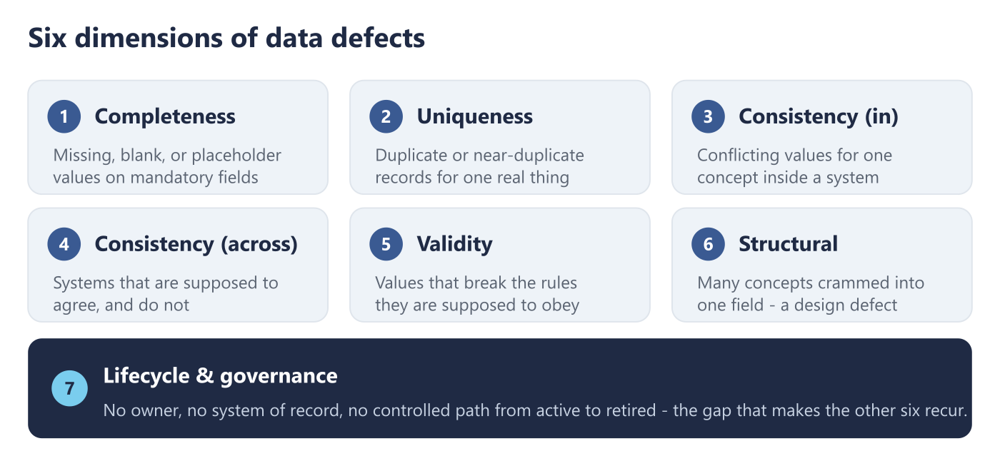 Six dimensions of data defects
1 Completeness
Missing, blank, or placeholder
values on mandatory fields
2 Uniqueness
Duplicate or near-duplicate
records for one real thing
3 Consistency (in)
Conflicting values for one
concept inside a system
4 Consistency (across)
Systems that are supposed to
agree, and do not
5 Validity
Values that break the rules
they are supposed to obey
6 Structural
Many concepts crammed into
one field - a design defect
7 Lifecycle & governance
No owner, no system of record, no controlled path from active to retired - the gap that makes the other six recur.